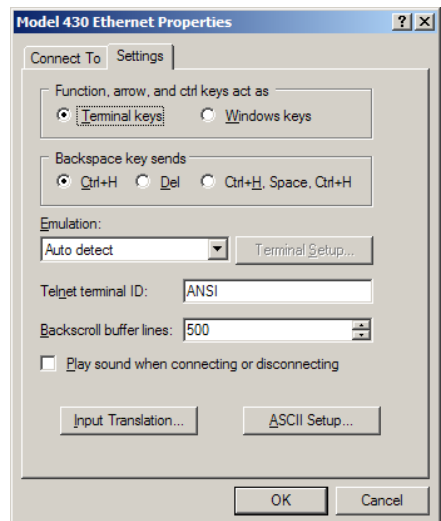 Model 430 Ethernet Properties
Connect To Settings
Function, arrow, and ctrl keys act as
Terminal keys Windows keys
Backspace key sends
Ctrl+H Del Ctrl+H, Space, Ctrl+H
Emulation:
Auto detect Terminal Setup...
Telnet terminal ID: ANSI
Backscroll buffer lines: 500
Play sound when connecting or disconnecting
Input Translation... ASCII Setup...
OK Cancel